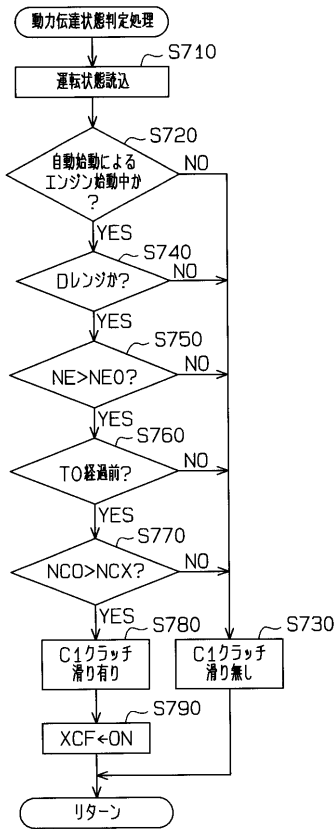 動力伝達状態判定処理
S710
運転状態読込
S720
自動始動による
エンジン始動中か
?
NO
YES
S740
Dレンジか?
NO
YES
S750
NE>NE0?
NO
YES
S760
T0経過前?
NO
YES
S770
NC0>NCX?
NO
YES
S780
C1クラッチ
滑り有り
S730
C1クラッチ
滑り無し
S790
XCF←ON
リターン